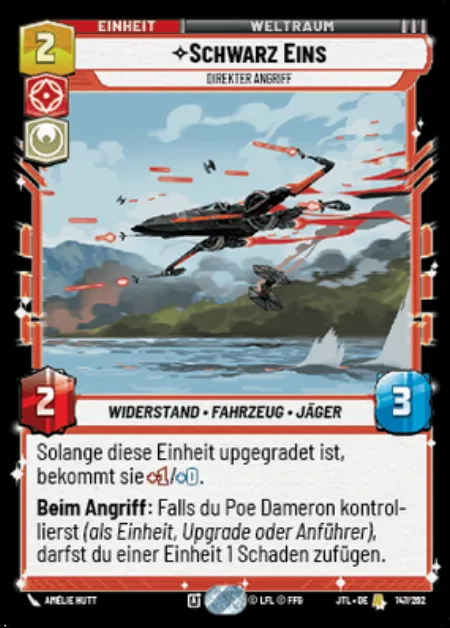 EINHEIT WELTRAUM
2 SCHWARZ EINS
DIREKTER ANGRIFF
2 WIDERSTAND • FAHRZEUG • JÄGER 3
Solange diese Einheit upgegradet ist,
bekommt sie +1/+0.
Beim Angriff: Falls du Poe Dameron kontrol-
lierst (als Einheit, Upgrade oder Anführer),
darfst du einer Einheit 1 Schaden zufügen.
AMÉLIE HUTT A © LFL © FFG JTL • DE 147/262